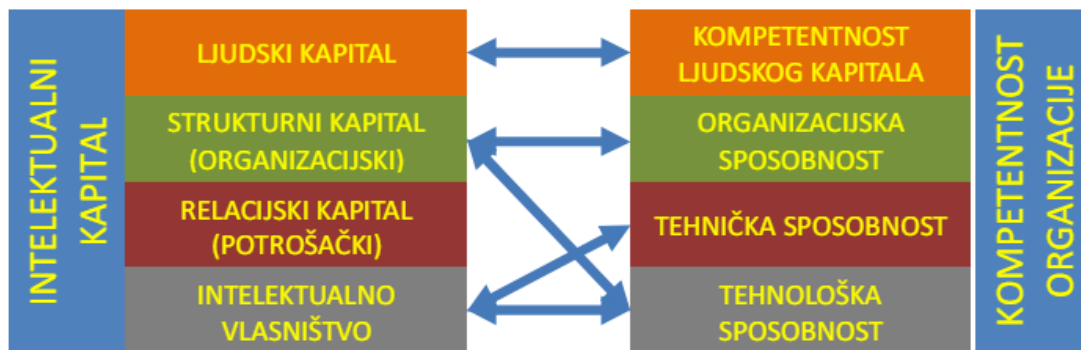 INTELEKTUALNI
KAPITAL
LJUDSKI KAPITAL
STRUKTURNI KAPITAL
(ORGANIZACIJSKI)
RELACIJSKI KAPITAL
(POTROŠAČKI)
INTELEKTUALNO
VLASNIŠTVO
KOMPETENTNOST
LJUDSKOG KAPITALA
ORGANIZACIJSKA
SPOSOBNOST
TEHNIČKA SPOSOBNOST
TEHNOLOŠKA
SPOSOBNOST
KOMPETENTNOST
ORGANIZACIJE